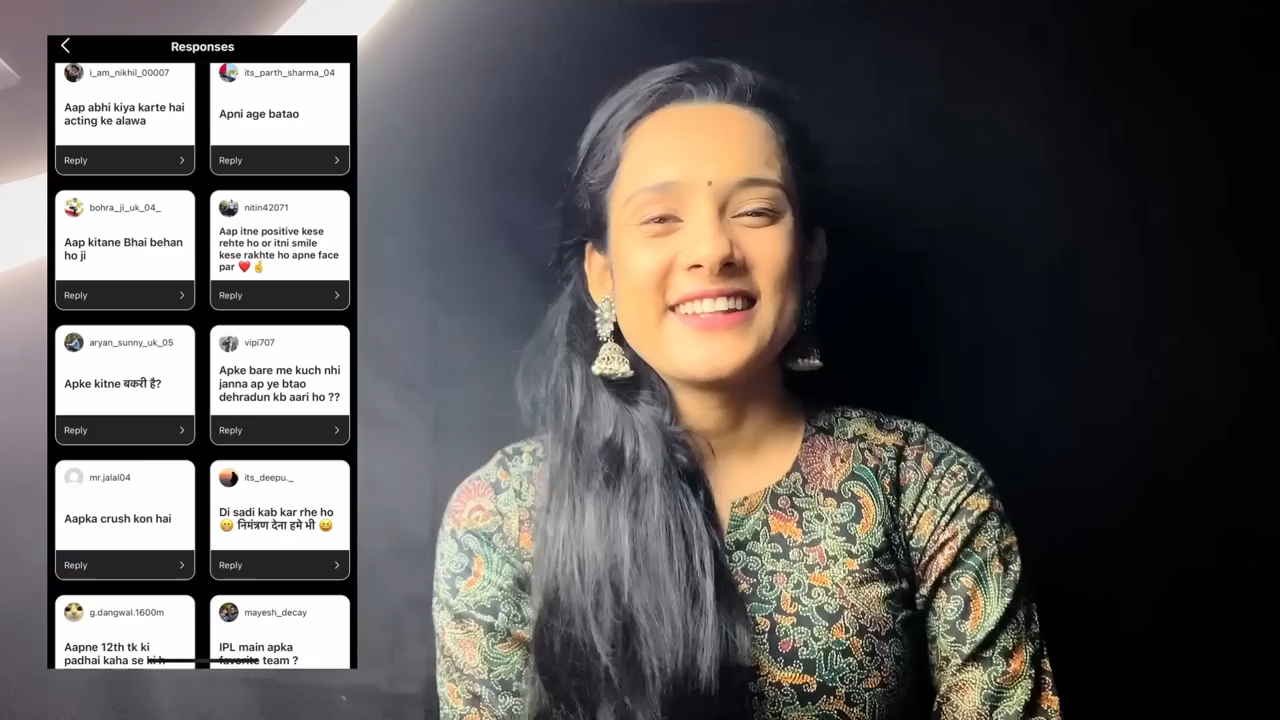 Responses
i_am_nikhil_00007
Aap abhi kiya karte hai
acting ke alawa
Reply
its_parth_sharma_04
Apni age batao
Reply
bohra_ji_uk_04_
Aap kitane Bhai behan
ho ji
Reply
nitin42071
Aap itne positive kese
rehte ho or itni smile
kese rakhte ho apne face
par ❤️🤞
Reply
aryan_sunny_uk_05
Apke kitne बकरी है?
Reply
vipi707
Apke bare me kuch nhi
janna ap ye btao
dehradun kb aari ho ??
Reply
mr.jalal04
Aapka crush kon hai
Reply
its_deepu._
Di sadi kab kar rhe ho
😁 निमंत्रण देना हमे भी 😆
Reply
g.dangwal.1600m
Aapne 12th tk ki
padhai kaha se ki h
mayesh_decay
IPL main apka
favorite team ?